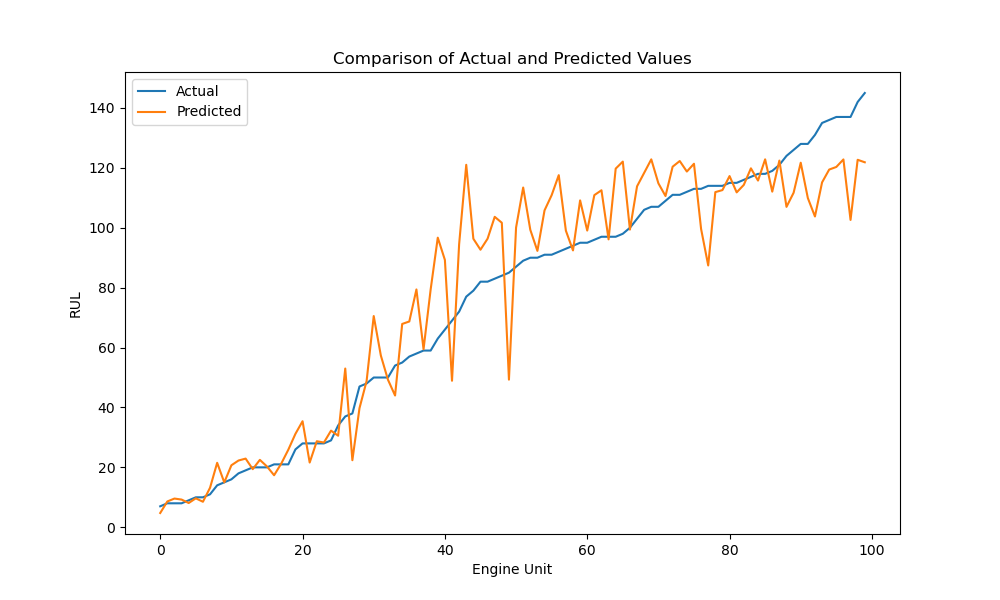 Comparison of Actual and Predicted Values
Actual
Predicted
140
120
100
80
60
40
20
0
RUL
0 20 40 60 80 100
Engine Unit